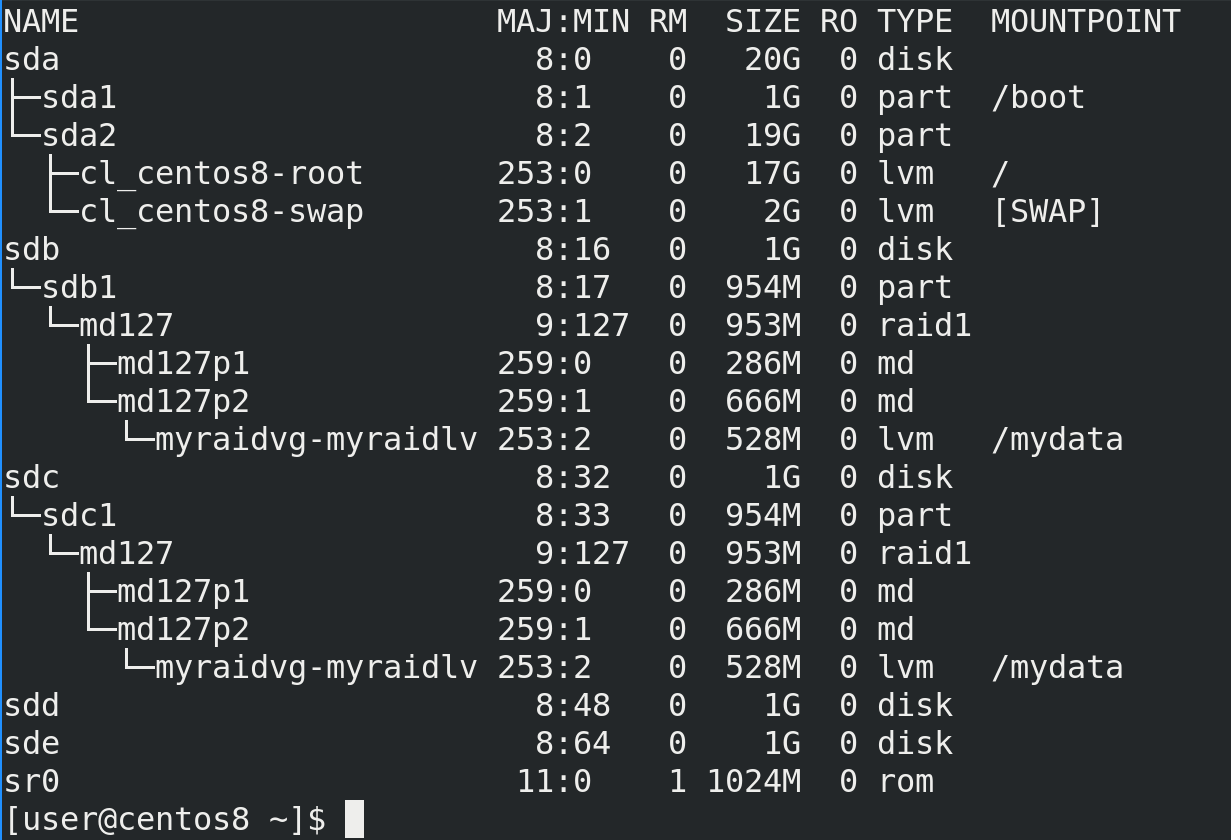 NAME                      MAJ:MIN RM   SIZE RO TYPE  MOUNTPOINT
sda                         8:0    0    20G  0 disk
├─sda1                      8:1    0     1G  0 part  /boot
└─sda2                      8:2    0    19G  0 part
  ├─cl_centos8-root       253:0    0    17G  0 lvm   /
  └─cl_centos8-swap       253:1    0     2G  0 lvm   [SWAP]
sdb                         8:16   0     1G  0 disk
└─sdb1                      8:17   0   954M  0 part
  └─md127                   9:127  0   953M  0 raid1
    ├─md127p1             259:0    0   286M  0 md
    └─md127p2             259:1    0   666M  0 md
      └─myraidvg-myraidlv 253:2    0   528M  0 lvm   /mydata
sdc                         8:32   0     1G  0 disk
└─sdc1                      8:33   0   954M  0 part
  └─md127                   9:127  0   953M  0 raid1
    ├─md127p1             259:0    0   286M  0 md
    └─md127p2             259:1    0   666M  0 md
      └─myraidvg-myraidlv 253:2    0   528M  0 lvm   /mydata
sdd                         8:48   0     1G  0 disk
sde                         8:64   0     1G  0 disk
sr0                        11:0    1  1024M  0 rom
[user@centos8 ~]$